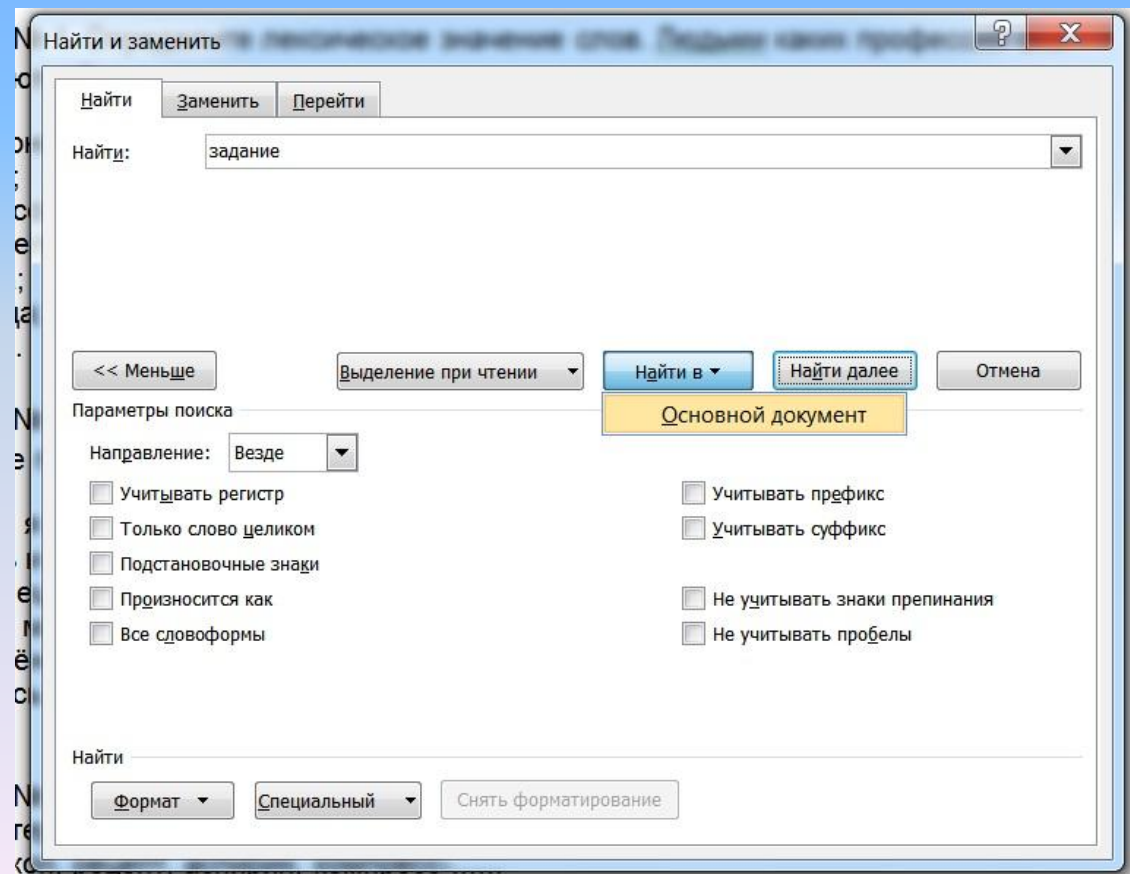 Найти и заменить
Найти Заменить Перейти
Найти: задание
<< Меньше Выделение при чтении Найти в Найти далее Отмена
Основной документ
Параметры поиска
Направление: Везде
Учитывать регистр Учитывать префикс
Только слово целиком Учитывать суффикс
Подстановочные знаки
Произносится как Не учитывать знаки препинания
Все словоформы Не учитывать пробелы
Найти
Формат Специальный Снять форматирование